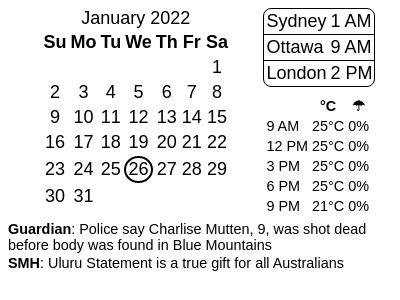 January 2022
Su Mo Tu We Th Fr Sa
1
2 3 4 5 6 7 8
9 10 11 12 13 14 15
16 17 18 19 20 21 22
23 24 25 26 27 28 29
30 31
Sydney 1 AM
Ottawa 9 AM
London 2 PM
°C ☂
9 AM 25°C 0%
12 PM 25°C 0%
3 PM 25°C 0%
6 PM 25°C 0%
9 PM 21°C 0%
Guardian: Police say Charlise Mutten, 9, was shot dead
before body was found in Blue Mountains
SMH: Uluru Statement is a true gift for all Australians